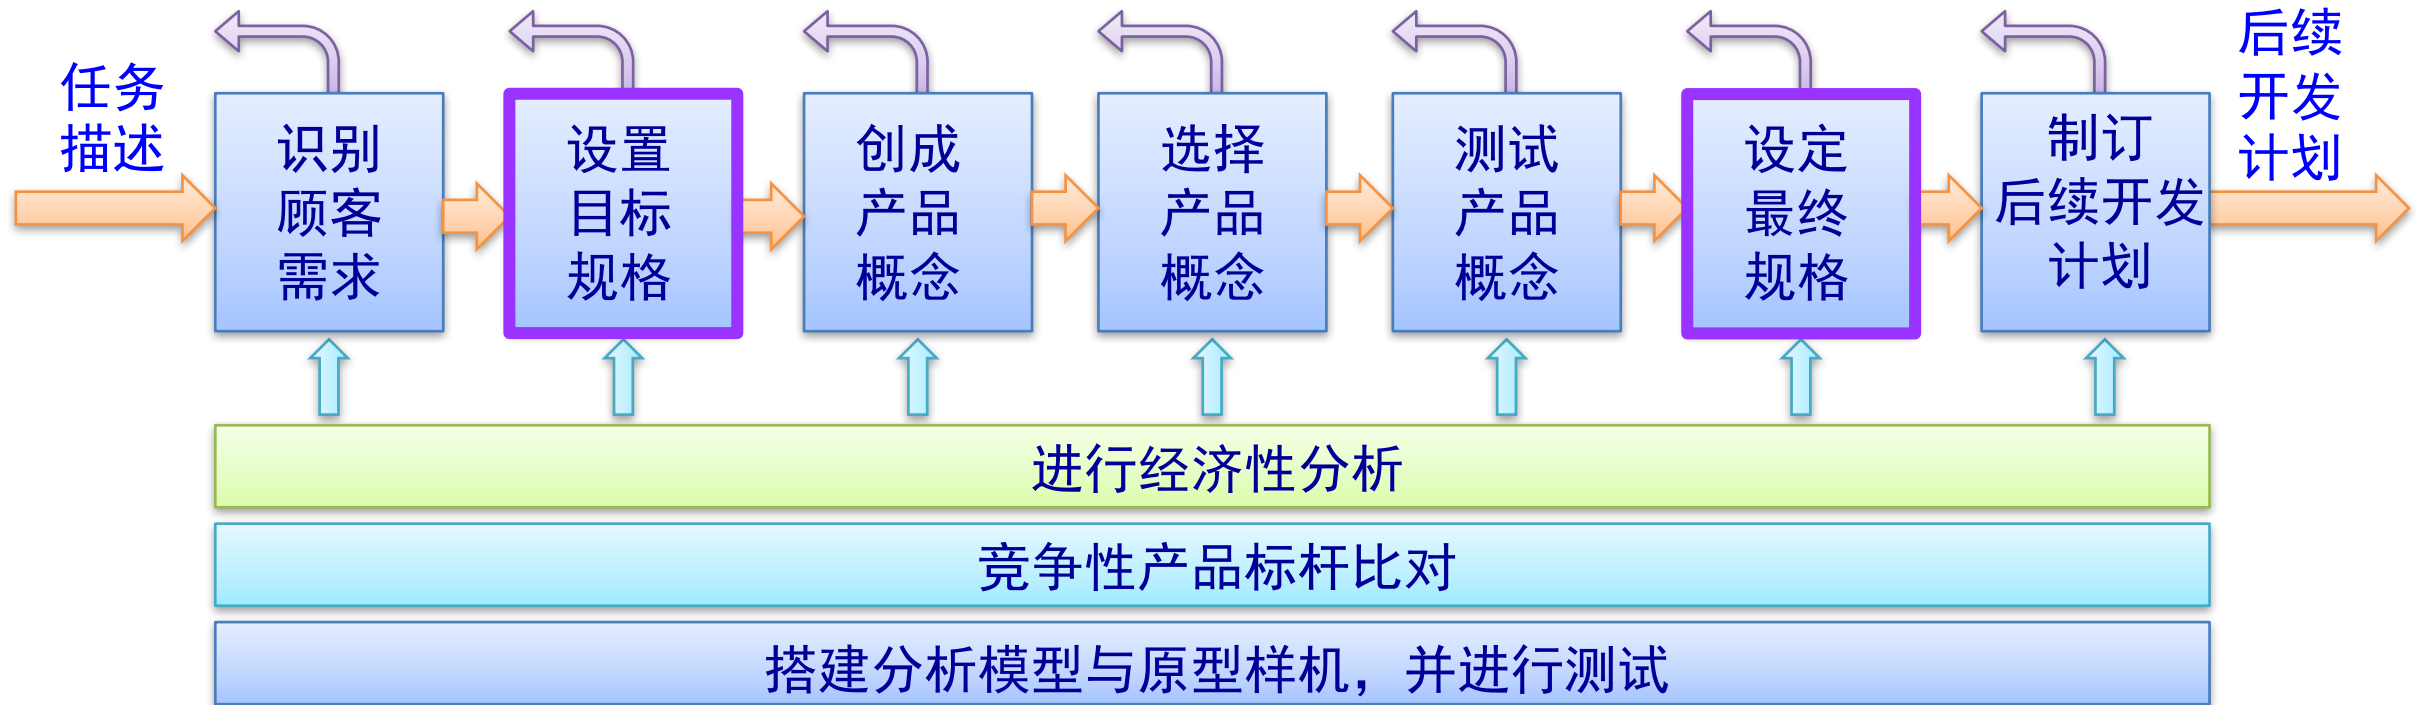 任务
描述
识别
顾客
需求
设置
目标
规格
创成
产品
概念
选择
产品
概念
测试
产品
概念
设定
最终
规格
制订
后续开发
计划
后续
开发
计划
进行经济性分析
竞争性产品标杆比对
搭建分析模型与原型样机，并进行测试